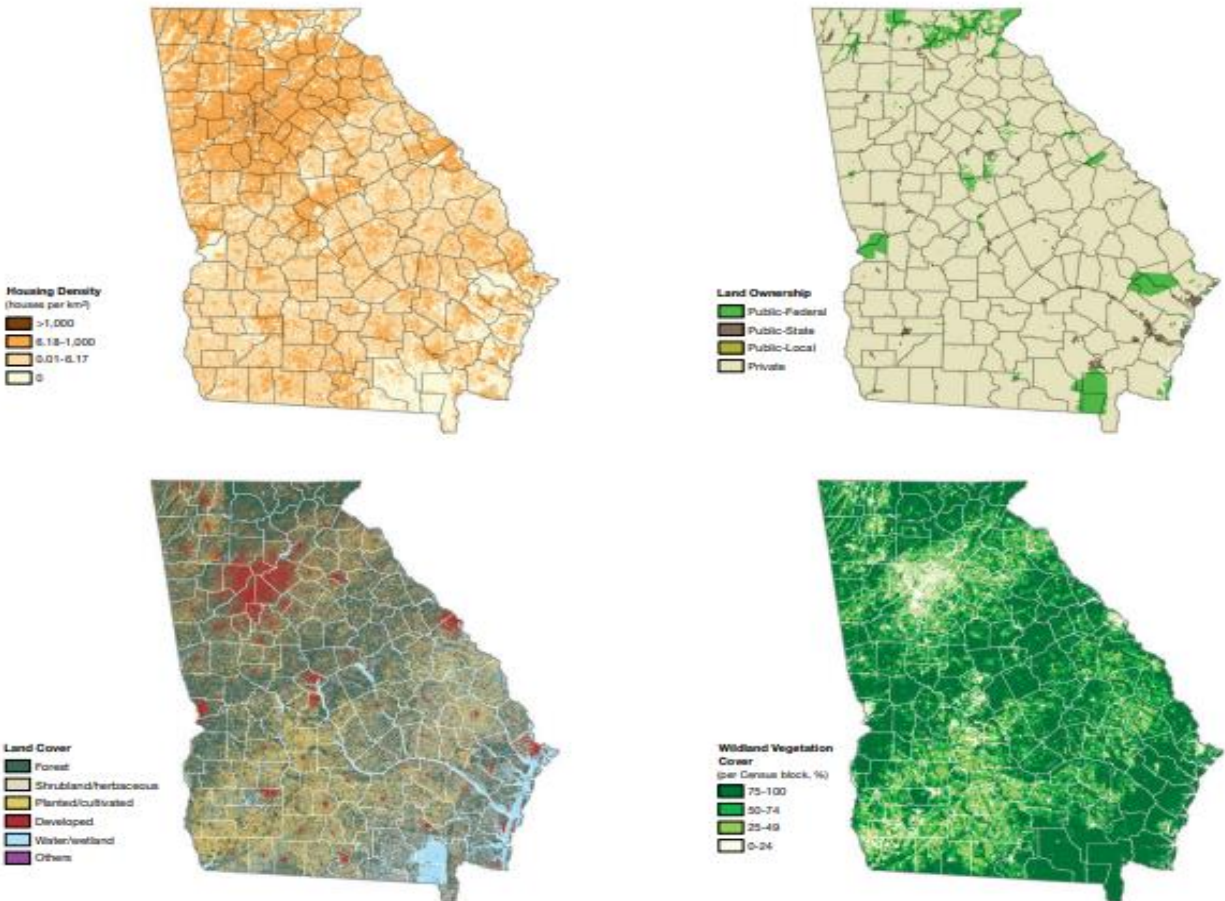 Housing Density
(houses per km²)
>1,000
6.18-1,000
0.01-6.17
0
Land Ownership
Public-Federal
Public-State
Public-Local
Private
Land Cover
Forest
Shrubland/herbaceous
Planted/cultivated
Developed
Water/wetland
Others
Wildland Vegetation
Cover
(per Census block, %)
75-100
50-74
25-49
0-24